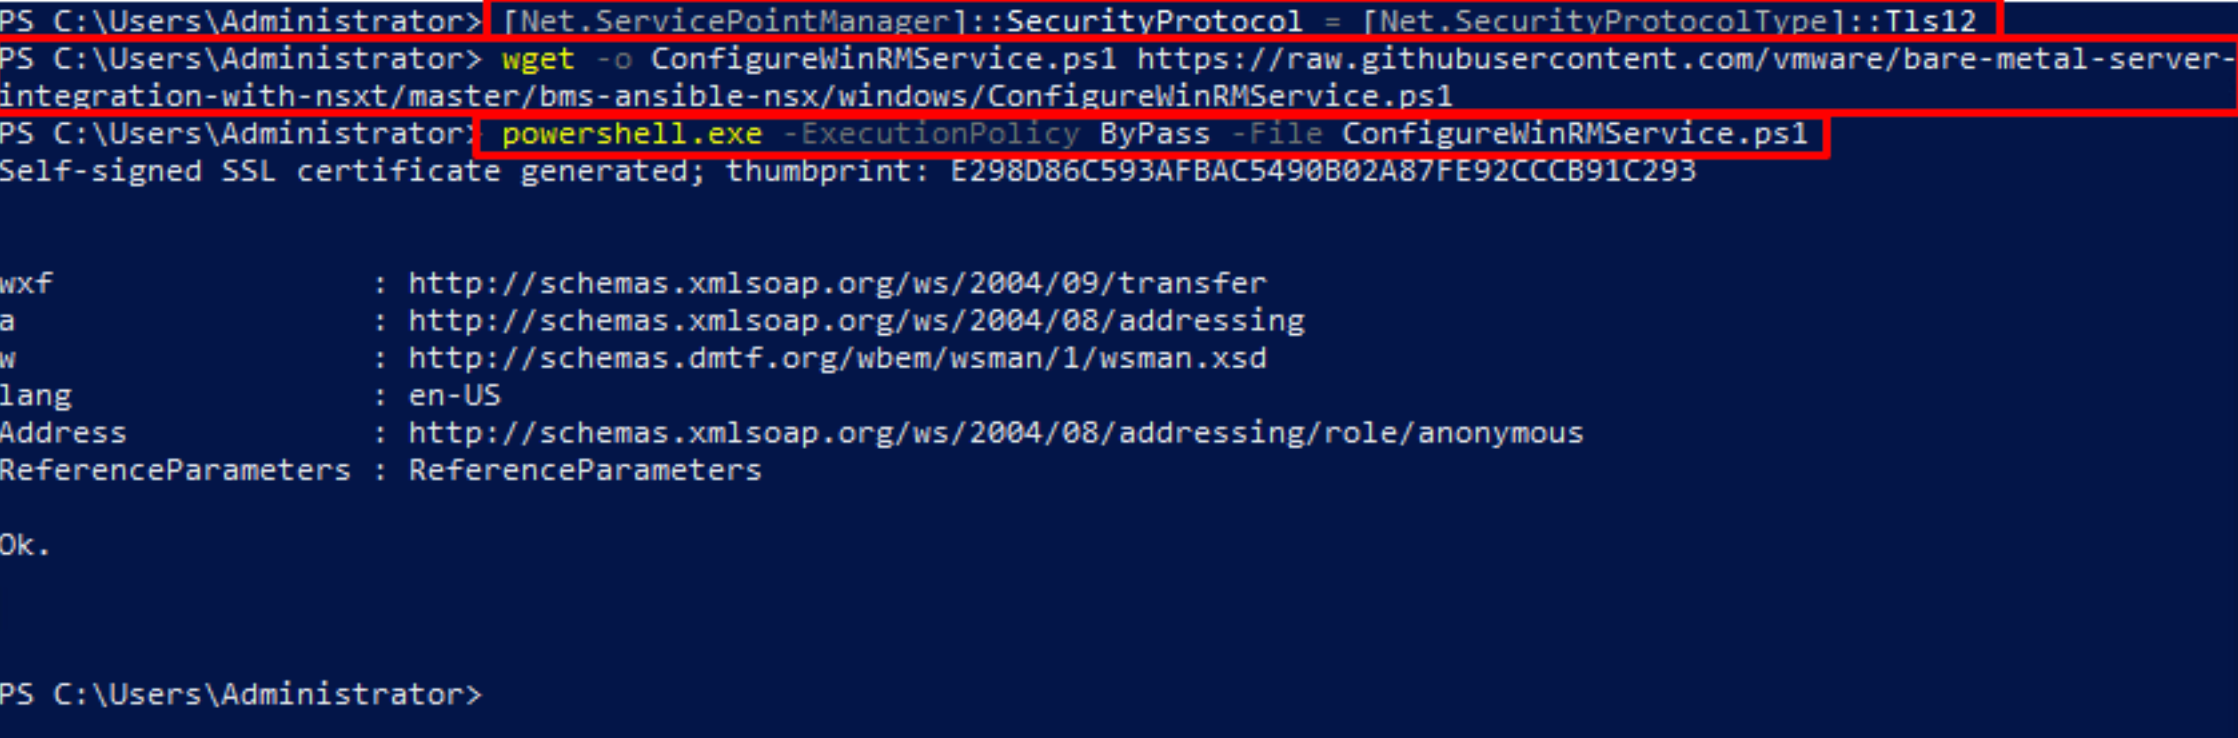 PS C:\Users\Administrator> [Net.ServicePointManager]::SecurityProtocol = [Net.SecurityProtocolType]::Tls12
PS C:\Users\Administrator> wget -o ConfigureWinRMService.ps1 https://raw.githubusercontent.com/vmware/bare-metal-server-
integration-with-nsxt/master/bms-ansible-nsx/windows/ConfigureWinRMService.ps1
PS C:\Users\Administrator> powershell.exe -ExecutionPolicy ByPass -File ConfigureWinRMService.ps1
Self-signed SSL certificate generated; thumbprint: E298D86C593AFBAC5490B02A87FE92CCCB91C293
wxf : http://schemas.xmlsoap.org/ws/2004/09/transfer
a : http://schemas.xmlsoap.org/ws/2004/08/addressing
w : http://schemas.dmtf.org/wbem/wsman/1/wsman.xsd
lang : en-US
Address : http://schemas.xmlsoap.org/ws/2004/08/addressing/role/anonymous
ReferenceParameters : ReferenceParameters
Ok.
PS C:\Users\Administrator>